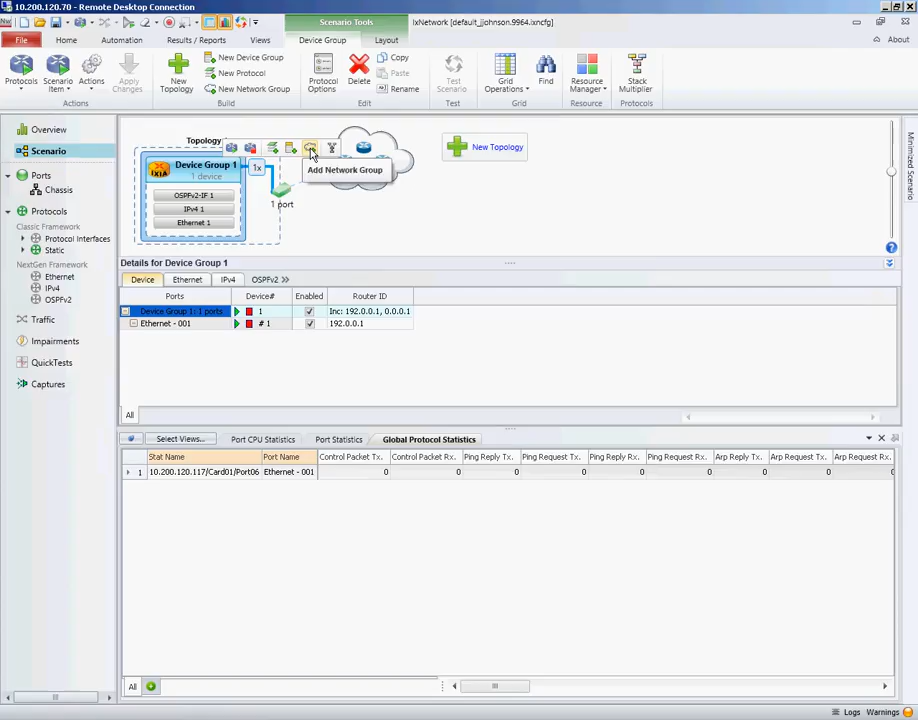 10.200.120.70 - Remote Desktop Connection
Scenario Tools
IxNetwork [default_jjohnson.9964.ixncfg]
File
Home
Automation
Results / Reports
Views
Device Group
Layout
About
Protocols
Scenario Item
Actions
Apply Changes
Actions
New Topology
New Device Group
New Protocol
New Network Group
Build
Protocol Options
Delete
Copy
Paste
Rename
Edit
Test Scenario
Test
Grid Operations
Find
Grid
Resource Manager
Resource
Stack Multiplier
Protocols
Overview
Scenario
Ports
Chassis
Protocols
Classic Framework
Protocol Interfaces
Static
NextGen Framework
Ethernet
IPv4
OSPFv2
Traffic
Impairments
QuickTests
Captures
Topology
IXIA
Device Group 1
1 device
OSPFv2-IF 1
IPv4 1
Ethernet 1
1x
1 port
Add Network Group
New Topology
Minimized Scenario
Details for Device Group 1
Device
Ethernet
IPv4
OSPFv2
Ports
Device#
Enabled
Router ID
Device Group 1: 1 ports
1
Inc: 192.0.0.1, 0.0.0.1
Ethernet - 001
# 1
192.0.0.1
All
Select Views...
Port CPU Statistics
Port Statistics
Global Protocol Statistics
Stat Name
Port Name
Control Packet Tx.
Control Packet Rx.
Ping Reply Tx.
Ping Request Tx.
Ping Reply Rx.
Ping Request Rx.
Arp Reply Tx.
Arp Request Tx.
Arp Request Rx.
1
10.200.120.117/Card01/Port06
Ethernet - 001
0
0
0
0
0
0
0
0
0
All
Logs
Warnings